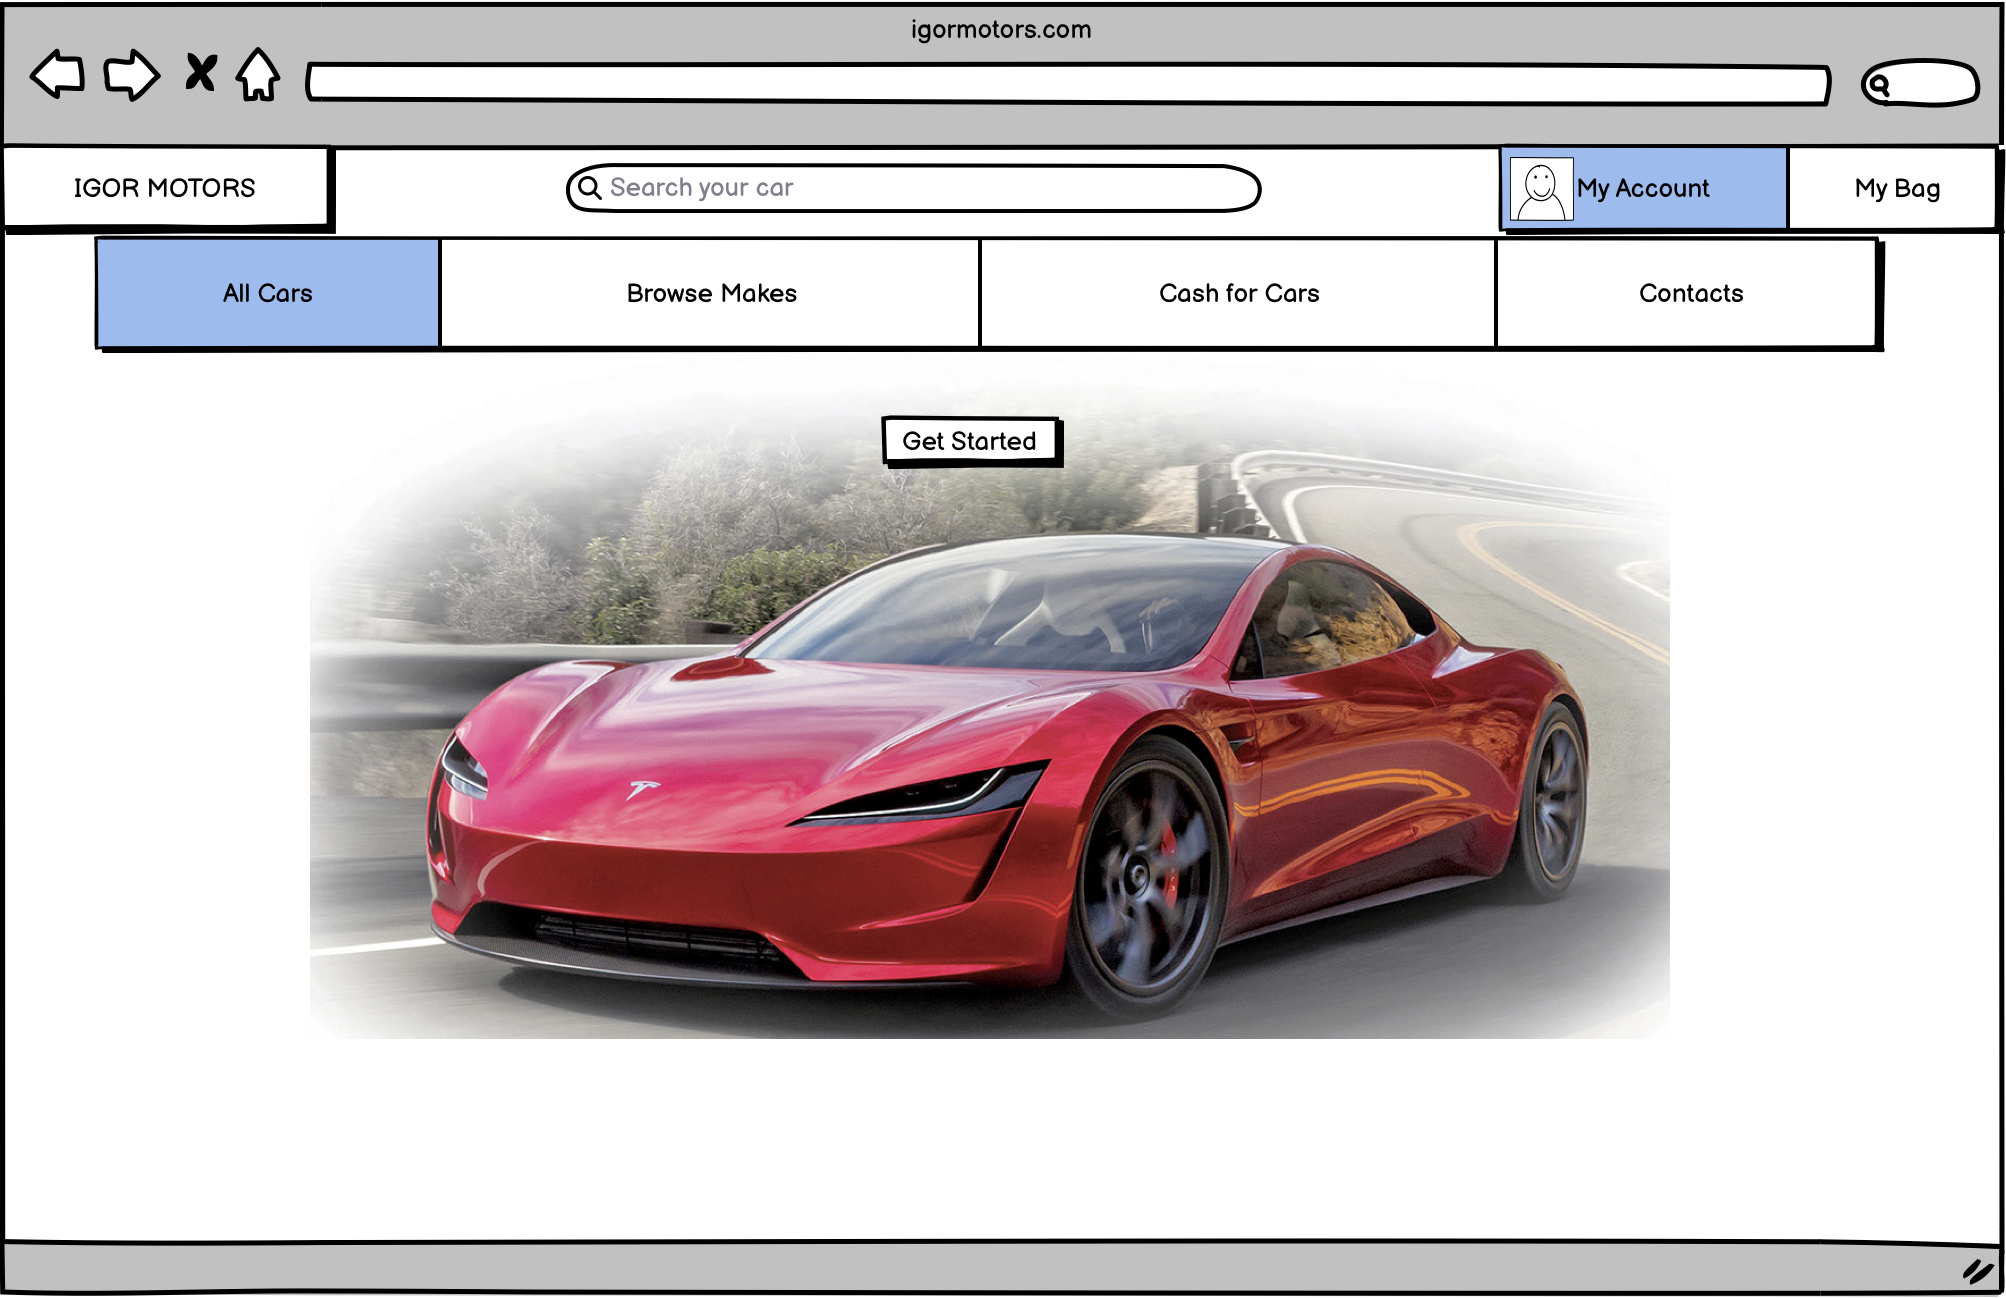 igormotors.com
IGOR MOTORS
Search your car
My Account
My Bag
All Cars
Browse Makes
Cash for Cars
Contacts
Get Started